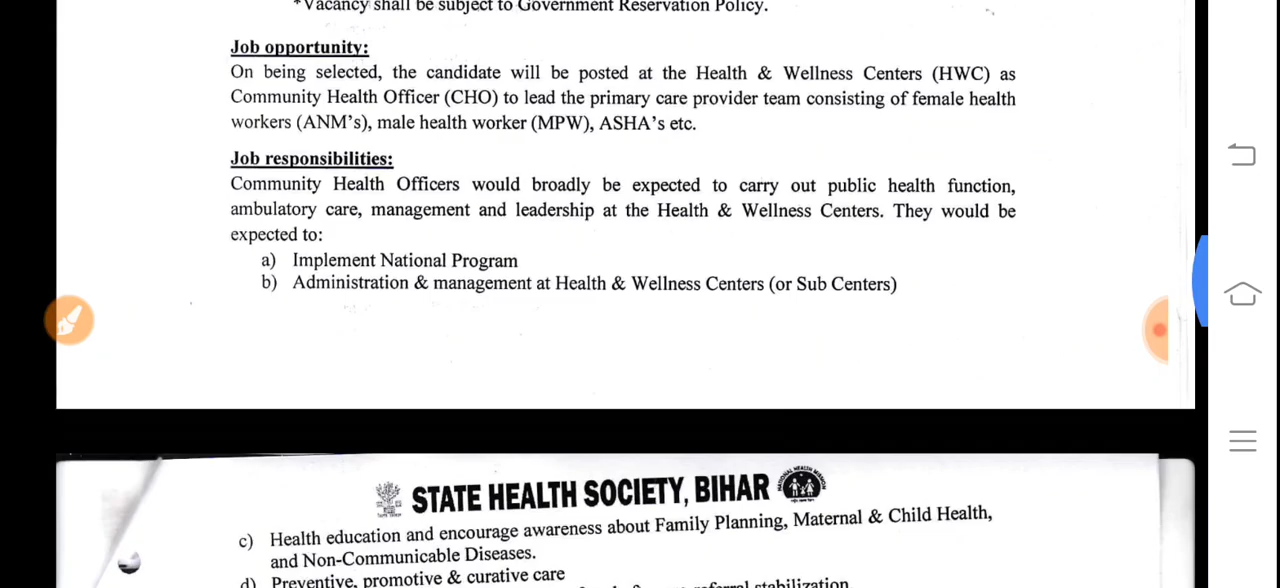 *Vacancy shall be subject to Government Reservation Policy.
Job opportunity:
On being selected, the candidate will be posted at the Health & Wellness Centers (HWC) as
Community Health Officer (CHO) to lead the primary care provider team consisting of female health
workers (ANM's), male health worker (MPW), ASHA's etc.
Job responsibilities:
Community Health Officers would broadly be expected to carry out public health function,
ambulatory care, management and leadership at the Health & Wellness Centers. They would be
expected to:
a) Implement National Program
b) Administration & management at Health & Wellness Centers (or Sub Centers)
STATE HEALTH SOCIETY, BIHAR
c) Health education and encourage awareness about Family Planning, Maternal & Child Health,
and Non-Communicable Diseases.
d) Preventive, promotive & curative care
referral stabilization